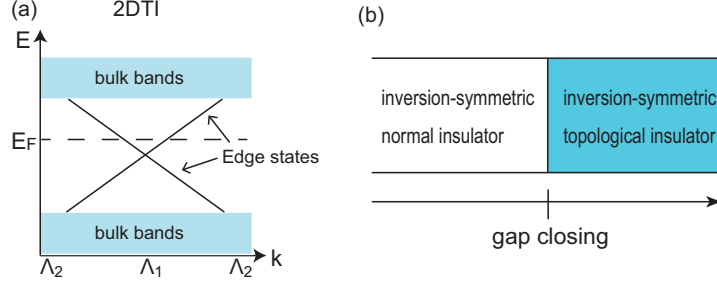 (a)
2DTI
E
bulk bands
E_F
Edge states
bulk bands
Λ₂
Λ₁
Λ₂
k
(b)
inversion-symmetric
normal insulator
inversion-symmetric
topological insulator
gap closing